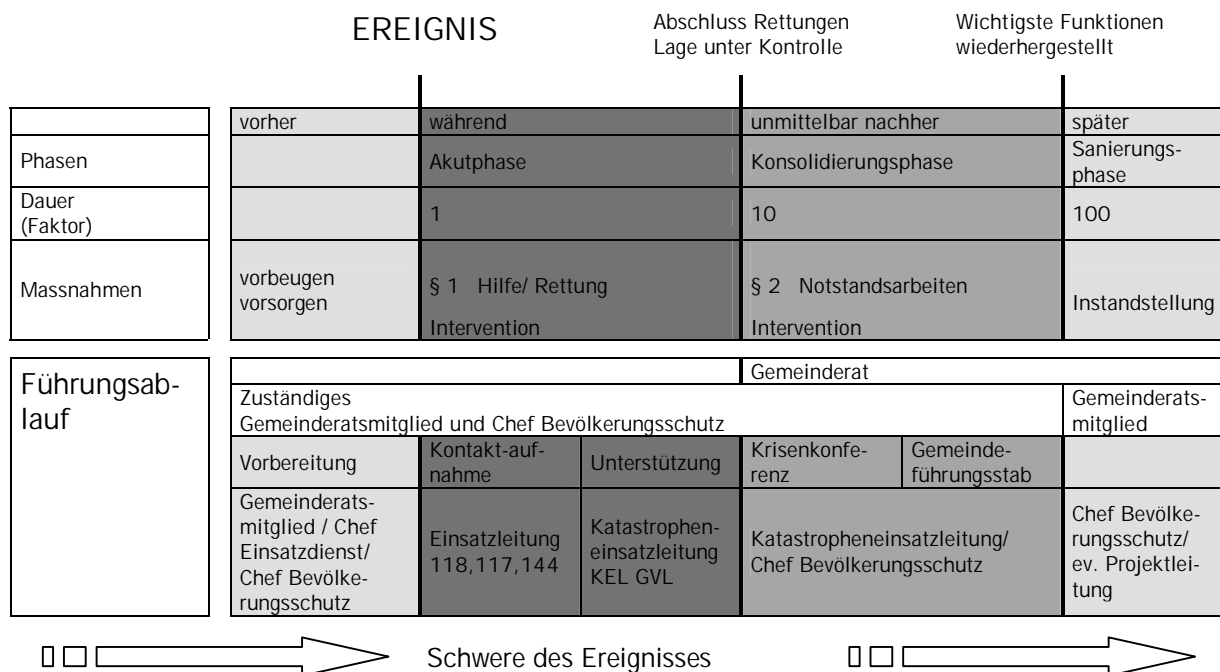 EREIGNIS
Abschluss Rettungen
Lage unter Kontrolle
Wichtigste Funktionen
wiederhergestellt
vorher
während
unmittelbar nachher
später
Phasen
Akutphase
Konsolidierungsphase
Sanierungs-
phase
Dauer
(Faktor)
1
10
100
Massnahmen
vorbeugen
vorsorgen
§ 1 Hilfe/ Rettung
Intervention
§ 2 Notstandsarbeiten
Intervention
Instandstellung
Führungsab-
lauf
Gemeinderat
Zuständiges
Gemeinderatsmitglied und Chef Bevölkerungsschutz
Gemeinderats-
mitglied
Vorbereitung
Kontakt-auf-
nahme
Unterstützung
Krisenkonfe-
renz
Gemeinde-
führungsstab
Gemeinderats-
mitglied / Chef
Einsatzdienst/
Chef Bevölke-
rungsschutz
Einsatzleitung
118,117,144
Katastrophen-
einsatzleitung
KEL GVL
Katastropheneinsatzleitung/
Chef Bevölkerungsschutz
Chef Bevölke-
rungsschutz/
ev. Projektlei-
tung
Schwere des Ereignisses